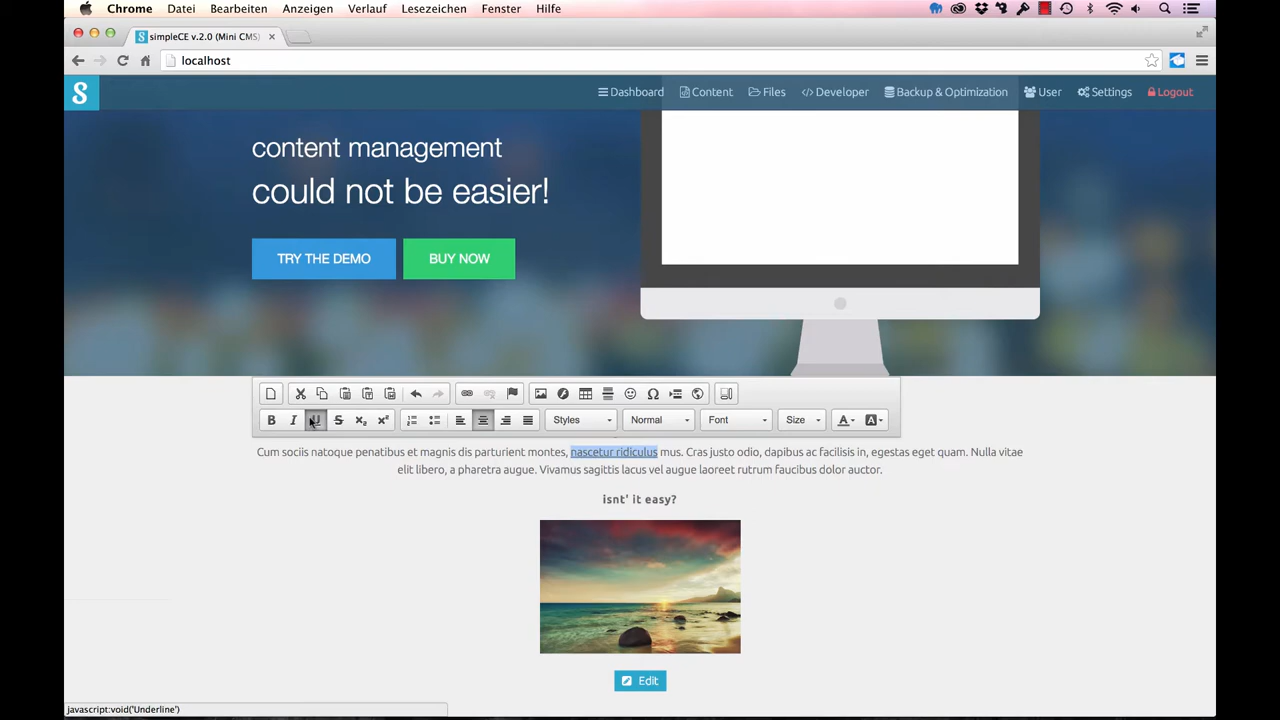 Chrome Datei Bearbeiten Anzeigen Verlauf Lesezeichen Fenster Hilfe
simpleCE v.2.0 (Mini CMS)
localhost
S Dashboard Content Files Developer Backup & Optimization User Settings Logout
content management
could not be easier!
TRY THE DEMO BUY NOW
B I U S x₂ x² Styles Normal Font Size A A
Cum sociis natoque penatibus et magnis dis parturient montes, nascetur ridiculus mus. Cras justo odio, dapibus ac facilisis in, egestas eget quam. Nulla vitae
elit libero, a pharetra augue. Vivamus sagittis lacus vel augue laoreet rutrum faucibus dolor auctor.
isnt' it easy?
Edit
javascript:void('Underline')